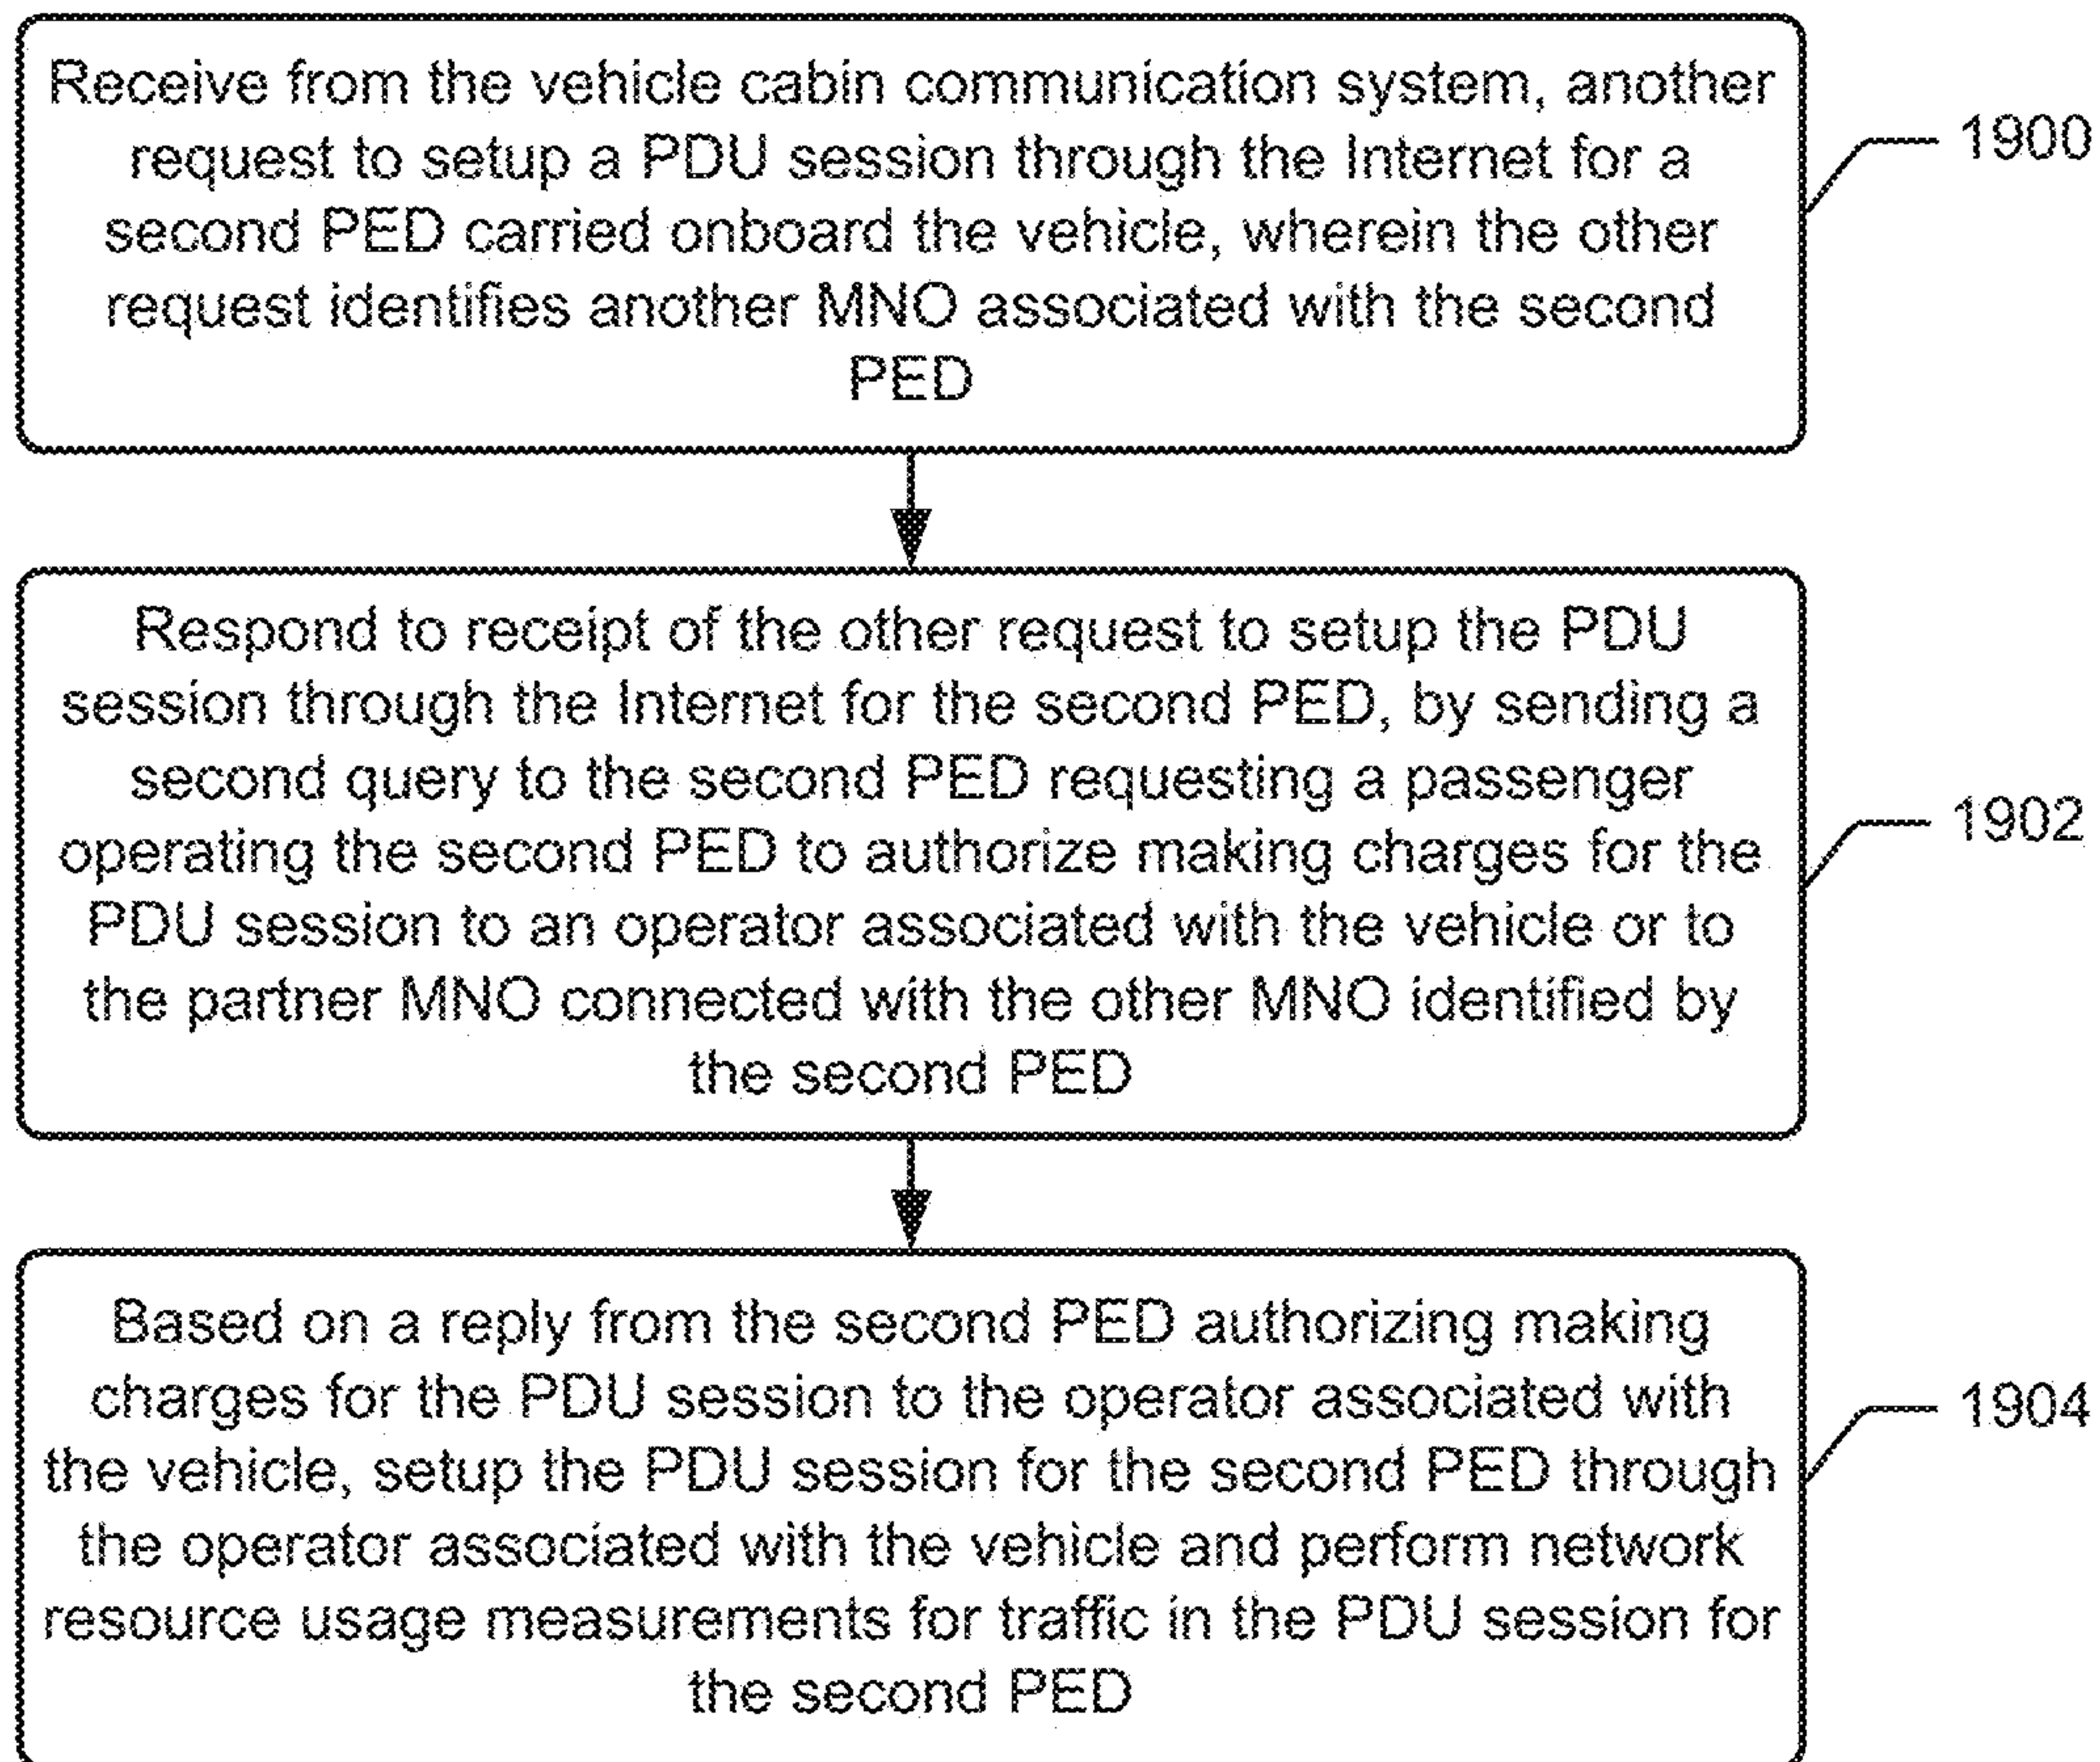 Receive from the vehicle cabin communication system, another
request to setup a PDU session through the Internet for a
second PED carried onboard the vehicle, wherein the other
request identifies another MNO associated with the second
PED
1900
Respond to receipt of the other request to setup the PDU
session through the Internet for the second PED, by sending a
second query to the second PED requesting a passenger
operating the second PED to authorize making charges for the
PDU session to an operator associated with the vehicle or to
the partner MNO connected with the other MNO identified by
the second PED
1902
Based on a reply from the second PED authorizing making
charges for the PDU session to the operator associated with
the vehicle, setup the PDU session for the second PED through
the operator associated with the vehicle and perform network
resource usage measurements for traffic in the PDU session for
the second PED
1904